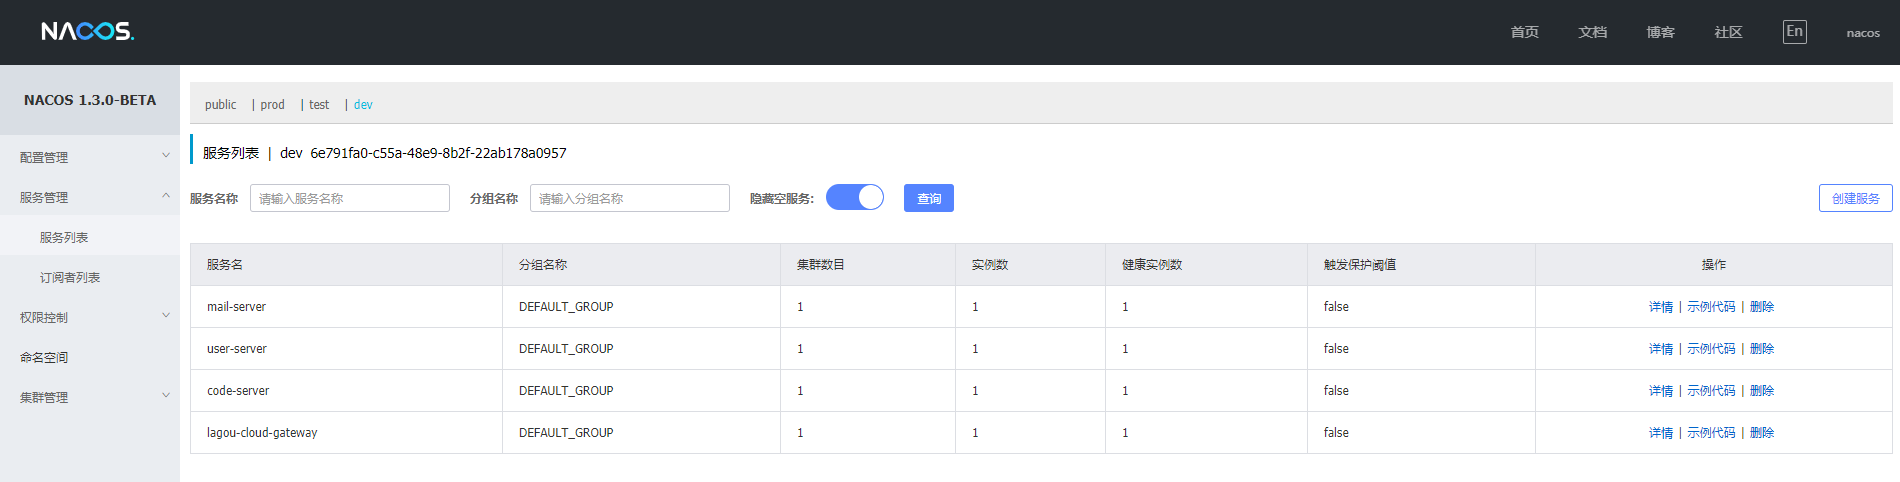 NACOS.
首页 文档 博客 社区 En nacos
NACOS 1.3.0-BETA
配置管理
服务管理
服务列表
订阅者列表
权限控制
命名空间
集群管理
public | prod | test | dev
服务列表 | dev 6e791fa0-c55a-48e9-8b2f-22ab178a0957
服务名称 请输入服务名称 分组名称 请输入分组名称 隐藏空服务: 查询 创建服务
服务名 分组名称 集群数目 实例数 健康实例数 触发保护阈值 操作
mail-server DEFAULT_GROUP 1 1 1 false 详情 | 示例代码 | 删除
user-server DEFAULT_GROUP 1 1 1 false 详情 | 示例代码 | 删除
code-server DEFAULT_GROUP 1 1 1 false 详情 | 示例代码 | 删除
lagou-cloud-gateway DEFAULT_GROUP 1 1 1 false 详情 | 示例代码 | 删除